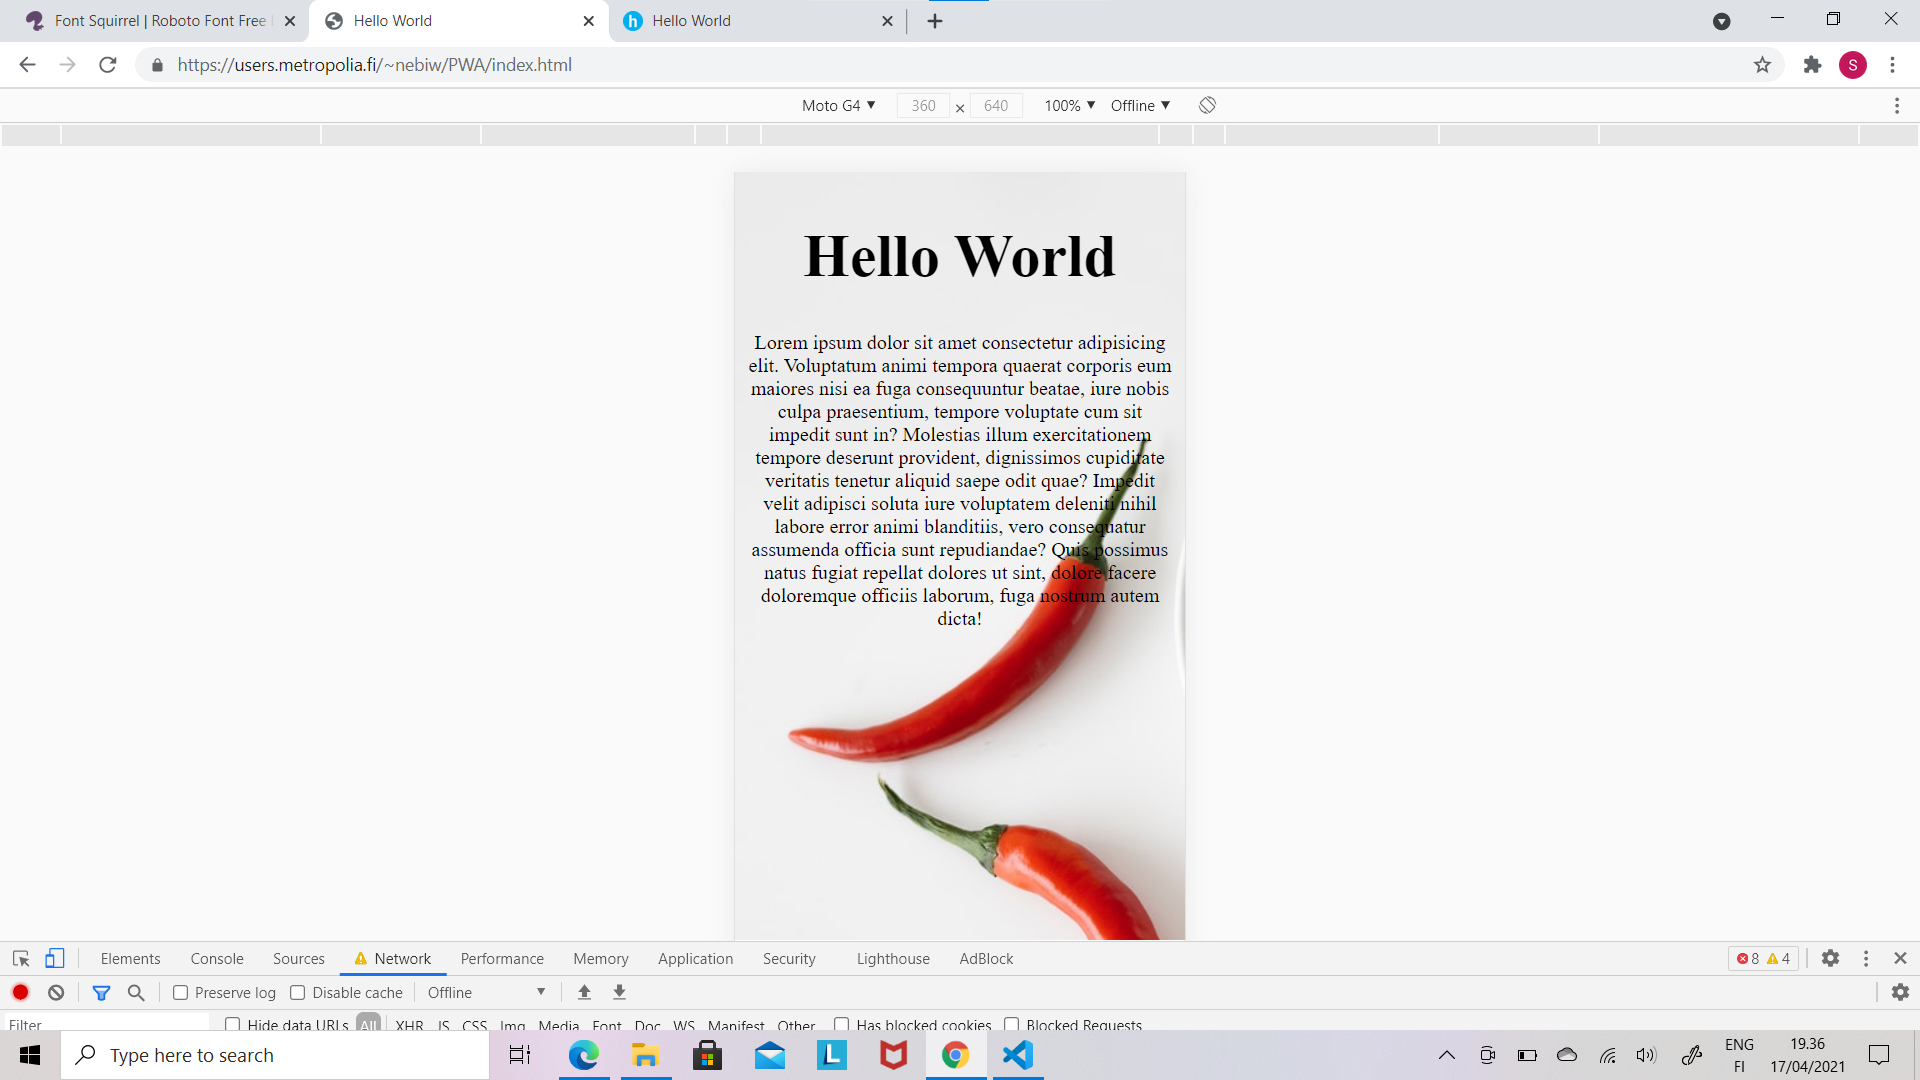 Font Squirrel | Roboto Font Free
Hello World
Hello World
https://users.metropolia.fi/~nebiw/PWA/index.html
S
Moto G4 360 × 640 100% Offline
Hello World
Lorem ipsum dolor sit amet consectetur adipisicing
elit. Voluptatum animi tempora quaerat corporis eum
maiores nisi ea fuga consequuntur beatae, iure nobis
culpa praesentium, tempore voluptate cum sit
impedit sunt in? Molestias illum exercitationem
tempore deserunt provident, dignissimos cupiditate
veritatis tenetur aliquid saepe odit quae? Impedit
velit adipisci soluta iure voluptatem deleniti nihil
labore error animi blanditiis, vero consequatur
assumenda officia sunt repudiandae? Quis possimus
natus fugiat repellat dolores ut sint, dolore facere
doloremque officiis laborum, fuga nostrum autem
dicta!
Elements Console Sources Network Performance Memory Application Security Lighthouse AdBlock 8 4
Preserve log Disable cache Offline
Filter Hide data URLs All XHR JS CSS Img Media Font Doc WS Manifest Other Has blocked cookies Blocked Requests
Type here to search
L
ENG
FI
19.36
17/04/2021